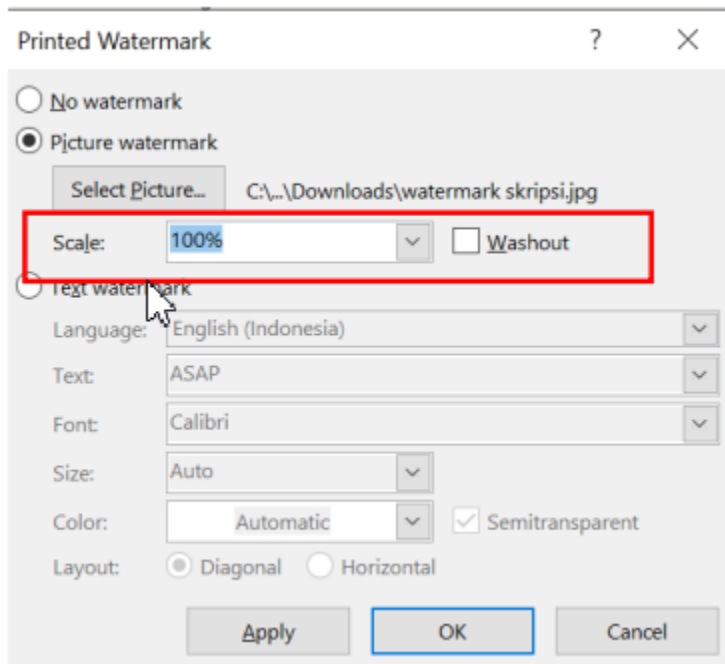 Printed Watermark ?
No watermark
Picture watermark
Select Picture... C:\...\Downloads\watermark skripsi.jpg
Scale: 100% Washout
Text watermark
Language: English (Indonesia)
Text: ASAP
Font: Calibri
Size: Auto
Color: Automatic Semitransparent
Layout: Diagonal Horizontal
Apply OK Cancel